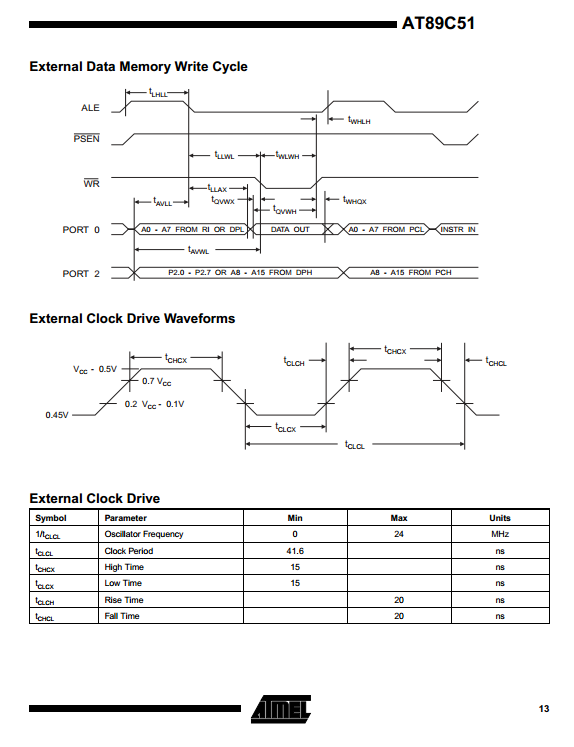 AT89C51
External Data Memory Write Cycle
tLHLL
ALE
tWHLH
PSEN
tLLWL
tWLWH
WR
tLLAX
tAVLL
tQVWX
tWHQX
tQVWH
PORT 0
A0 - A7 FROM RI OR DPL
DATA OUT
A0 - A7 FROM PCL
INSTR IN
tAVWL
PORT 2
P2.0 - P2.7 OR A8 - A15 FROM DPH
A8 - A15 FROM PCH
External Clock Drive Waveforms
tCHCX
tCLCH
tCHCX
tCHCL
VCC - 0.5V
0.7 VCC
0.2 VCC - 0.1V
0.45V
tCLCX
tCLCL
External Clock Drive
Symbol Parameter Min Max Units
1/tCLCL Oscillator Frequency 0 24 MHz
tCLCL Clock Period 41.6 ns
tCHCX High Time 15 ns
tCLCX Low Time 15 ns
tCLCH Rise Time 20 ns
tCHCL Fall Time 20 ns
ATMEL
13